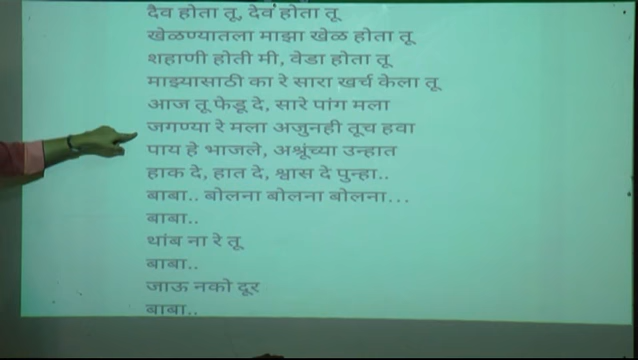 दैव होता तू, देव होता तू
खेळण्यातला माझा खेळ होता तू
शहाणी होती मी, वेडा होता तू
माझ्यासाठी का रे सारा खर्च केला तू
आज तू फेडू दे, सारे पांग मला
जगण्या रे मला अजुनही तूच हवा
पाय हे भाजले, अश्रूंच्या उन्हात
हाक दे, हात दे, श्वास दे पुन्हा..
बाबा.. बोलना बोलना बोलना...
बाबा..
थांब ना रे तू
बाबा..
जाऊ नको दूर
बाबा..